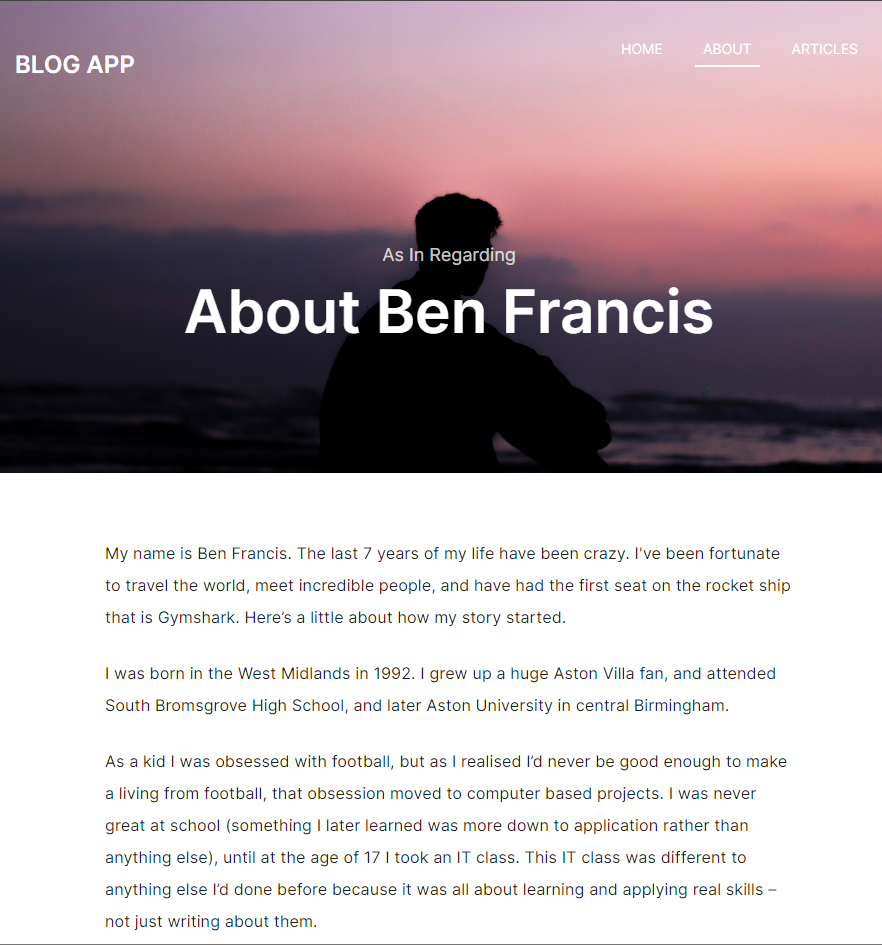 BLOG APP
HOME
ABOUT
ARTICLES
As In Regarding
About Ben Francis
My name is Ben Francis. The last 7 years of my life have been crazy. I've been fortunate
to travel the world, meet incredible people, and have had the first seat on the rocket ship
that is Gymshark. Here’s a little about how my story started.
I was born in the West Midlands in 1992. I grew up a huge Aston Villa fan, and attended
South Bromsgrove High School, and later Aston University in central Birmingham.
As a kid I was obsessed with football, but as I realised I’d never be good enough to make
a living from football, that obsession moved to computer based projects. I was never
great at school (something I later learned was more down to application rather than
anything else), until at the age of 17 I took an IT class. This IT class was different to
anything else I’d done before because it was all about learning and applying real skills –
not just writing about them.